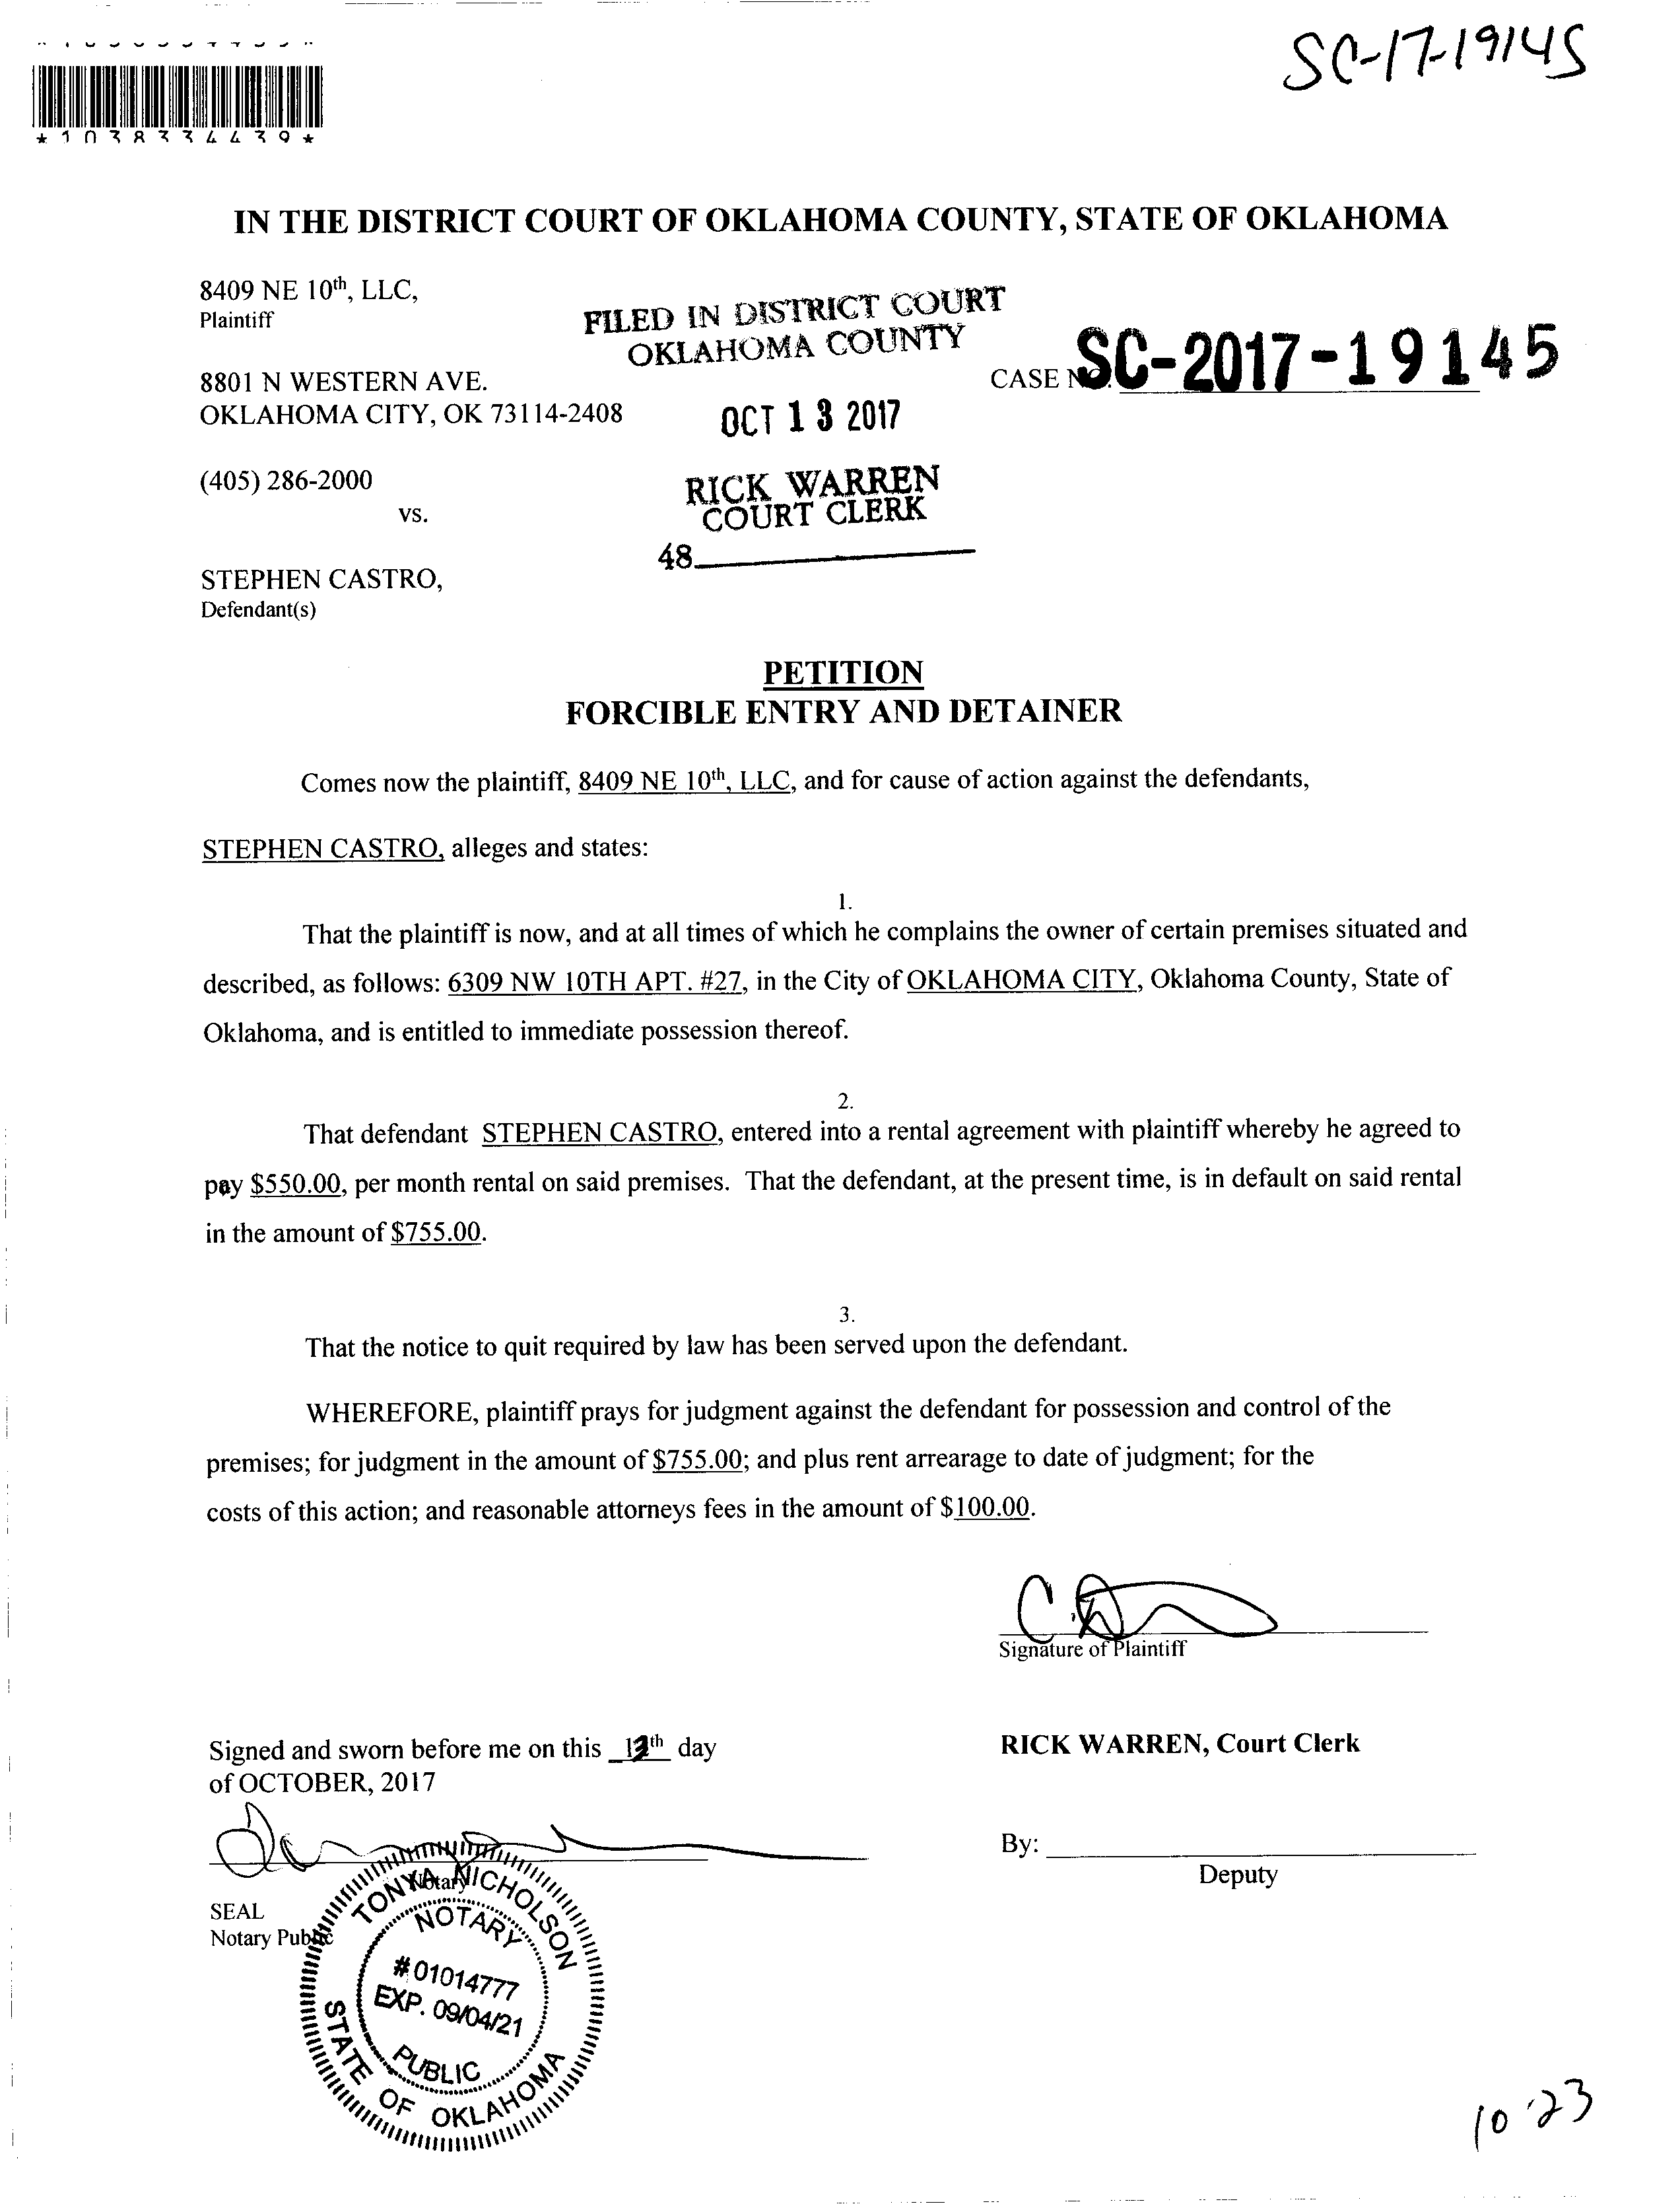 SC-17-19145
*1038334439*
IN THE DISTRICT COURT OF OKLAHOMA COUNTY, STATE OF OKLAHOMA
8409 NE 10th, LLC,
Plaintiff
FILED IN DISTRICT COURT
OKLAHOMA COUNTY
8801 N WESTERN AVE.
CASE NO. SC-2017-19145
OKLAHOMA CITY, OK 73114-2408
OCT 13 2017
(405) 286-2000
RICK WARREN
COURT CLERK
vs.
48
STEPHEN CASTRO,
Defendant(s)
PETITION
FORCIBLE ENTRY AND DETAINER
Comes now the plaintiff, 8409 NE 10th, LLC, and for cause of action against the defendants,
STEPHEN CASTRO, alleges and states:
1.
That the plaintiff is now, and at all times of which he complains the owner of certain premises situated and
described, as follows: 6309 NW 10TH APT. #27, in the City of OKLAHOMA CITY, Oklahoma County, State of
Oklahoma, and is entitled to immediate possession thereof.
2.
That defendant STEPHEN CASTRO, entered into a rental agreement with plaintiff whereby he agreed to
pay $550.00, per month rental on said premises. That the defendant, at the present time, is in default on said rental
in the amount of $755.00.
3.
That the notice to quit required by law has been served upon the defendant.
WHEREFORE, plaintiff prays for judgment against the defendant for possession and control of the
premises; for judgment in the amount of $755.00; and plus rent arrearage to date of judgment; for the
costs of this action; and reasonable attorneys fees in the amount of $100.00.
Signature of Plaintiff
Signed and sworn before me on this 13th day
of OCTOBER, 2017
RICK WARREN, Court Clerk
By:
Deputy
Notary
SEAL
Notary Public
TONYA NICHOLSON
NOTARY
#01014777
EXP. 09/04/21
PUBLIC
STATE OF OKLAHOMA
10-23